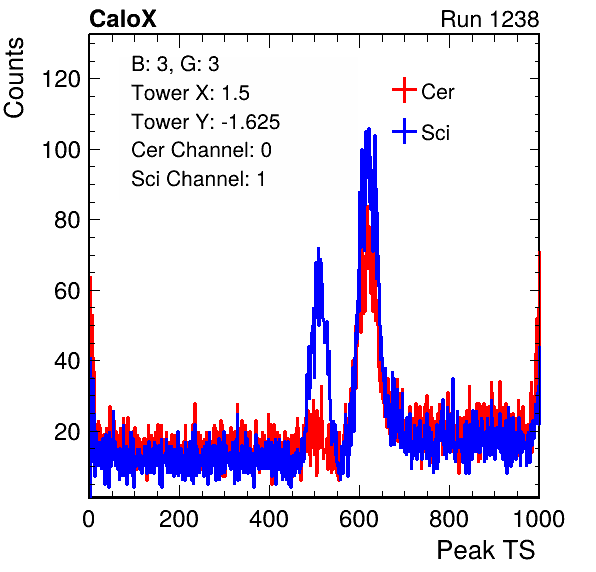 CaloX
Run 1238
Counts
B: 3, G: 3
Tower X: 1.5
Tower Y: -1.625
Cer Channel: 0
Sci Channel: 1
Cer
Sci
120
100
80
60
40
20
0
200
400
600
800
1000
Peak TS